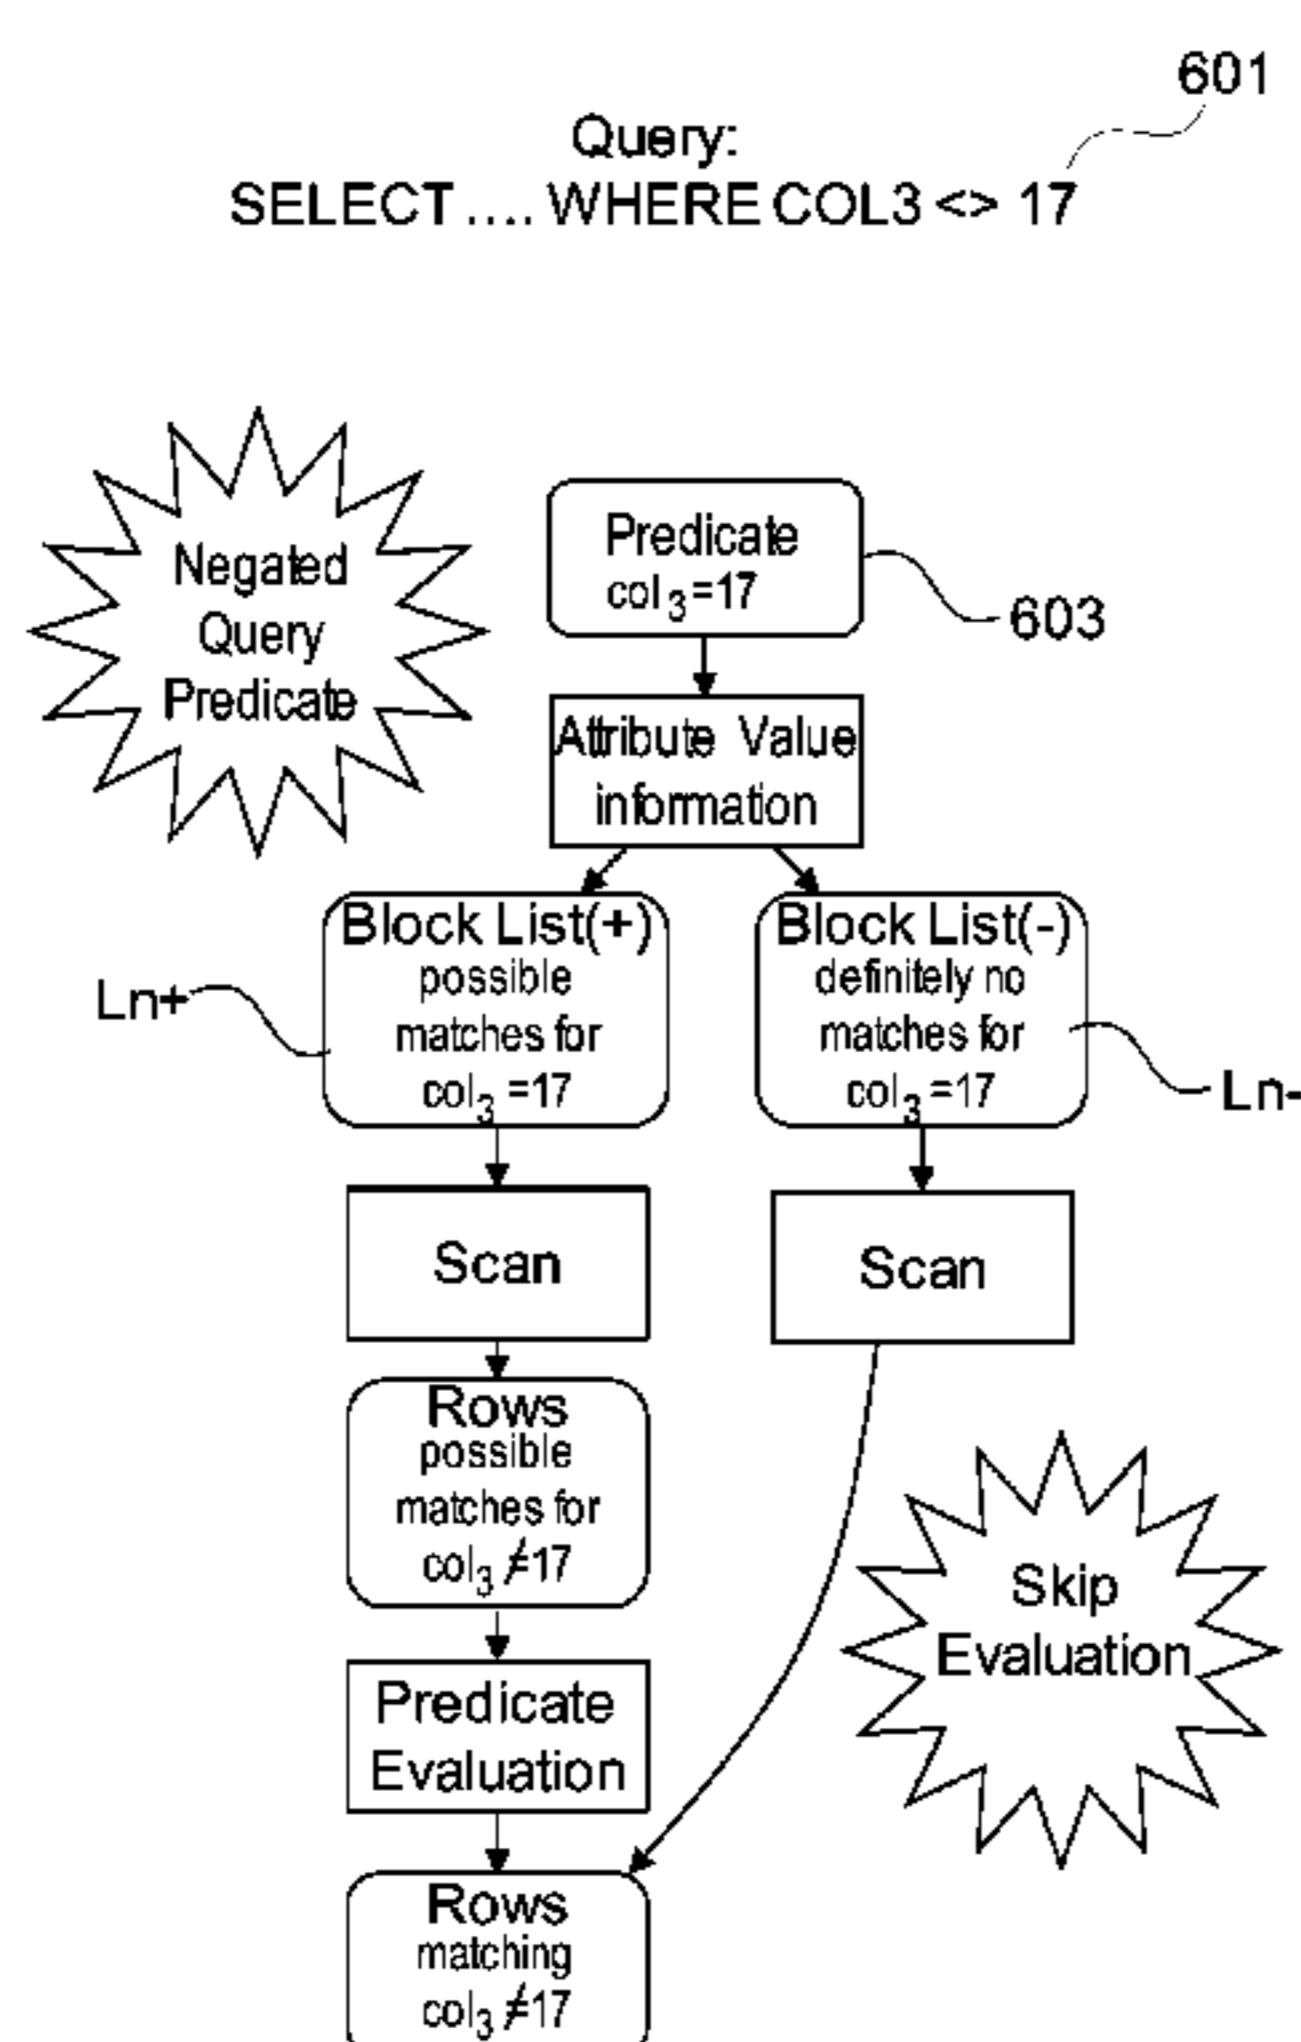 601
Query:
SELECT .... WHERE COL3 <> 17
Negated
Query
Predicate
Predicate
col3=17
603
Attribute Value
information
Block List(+)
possible
matches for
col3 =17
Ln+
Block List(-)
definitely no
matches for
col3 =17
Ln-
Scan
Scan
Rows
possible
matches for
col3 ≠17
Skip
Evaluation
Predicate
Evaluation
Rows
matching
col3 ≠17